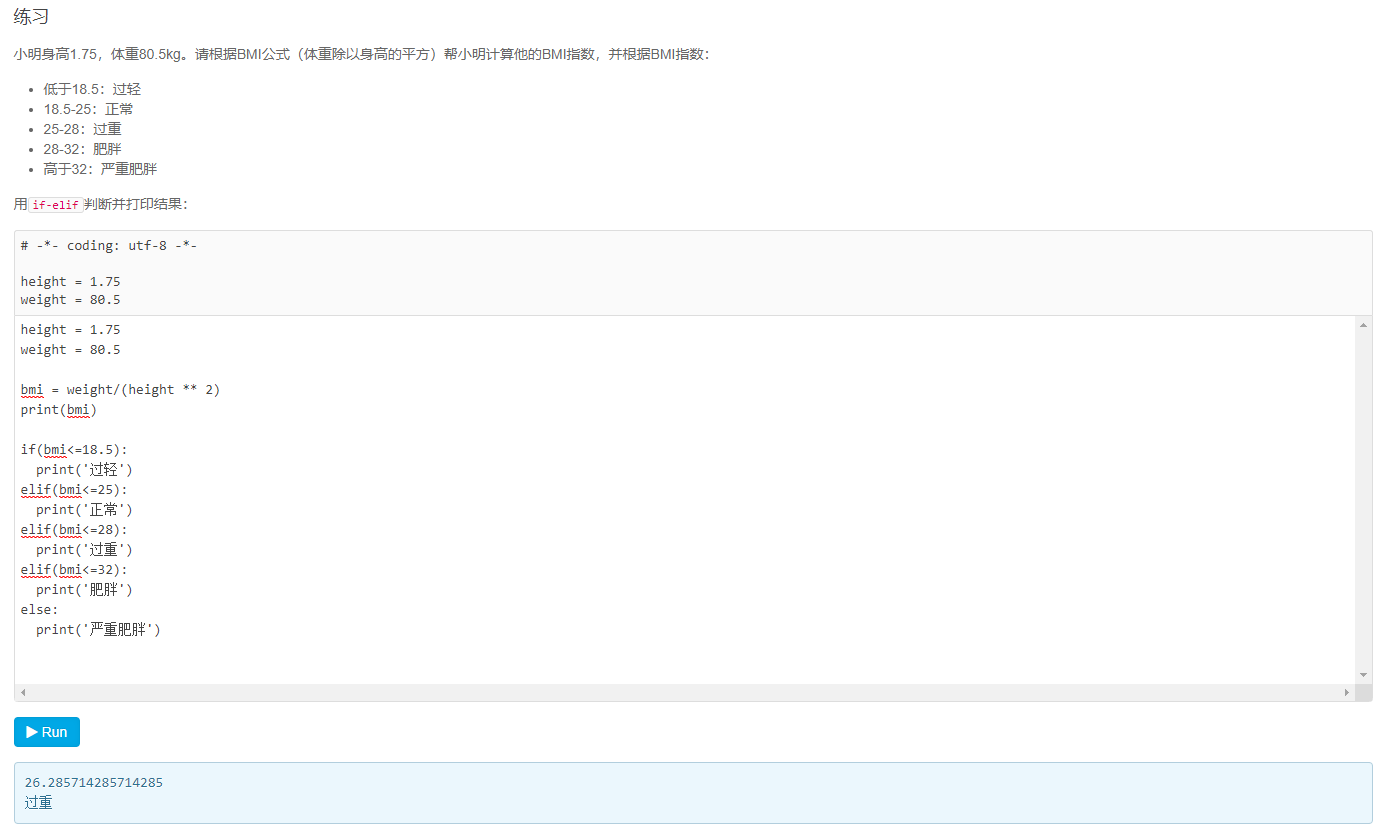 练习
小明身高1.75，体重80.5kg。请根据BMI公式（体重除以身高的平方）帮小明计算他的BMI指数，并根据BMI指数：
低于18.5：过轻
18.5-25：正常
25-28：过重
28-32：肥胖
高于32：严重肥胖
用if-elif判断并打印结果：
# -*- coding: utf-8 -*-
height = 1.75
weight = 80.5
height = 1.75
weight = 80.5
bmi = weight/(height ** 2)
print(bmi)
if(bmi<=18.5):
  print('过轻')
elif(bmi<=25):
  print('正常')
elif(bmi<=28):
  print('过重')
elif(bmi<=32):
  print('肥胖')
else:
  print('严重肥胖')
Run
26.285714285714285
过重